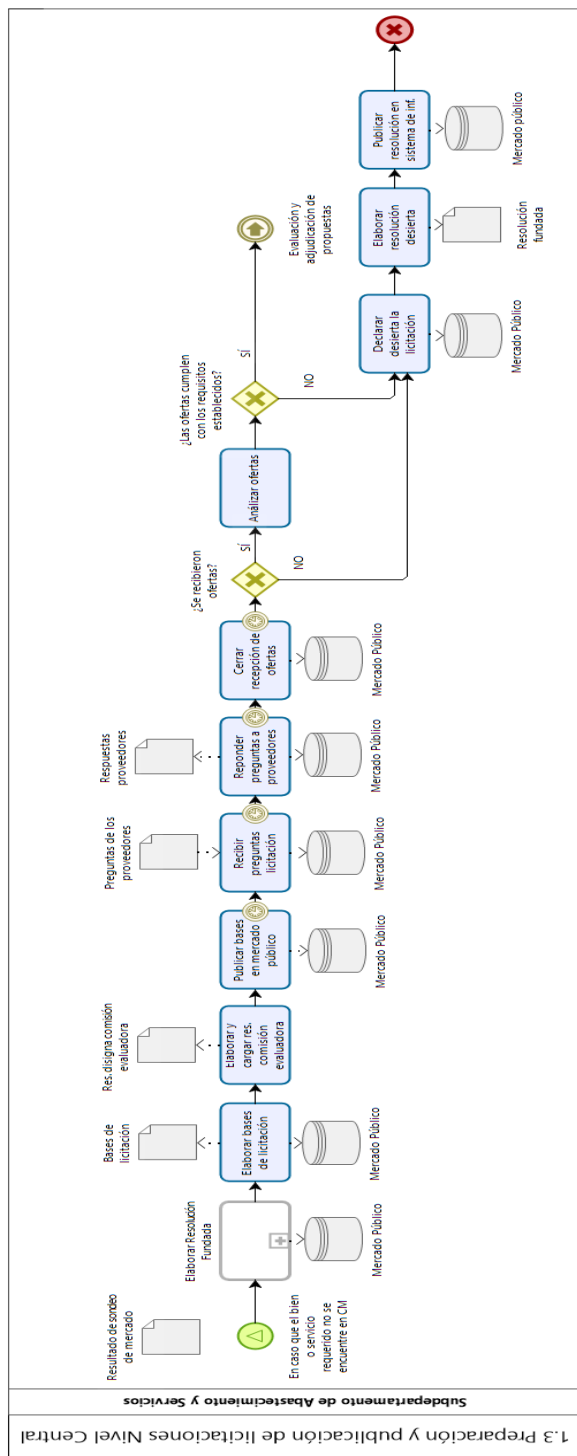 1.3 Preparación y publicación de licitaciones Nivel Central
Subdepartamento de Abastecimiento y Servicios
Resultado de sondeo
de mercado
En caso que el bien
o servicio
requerido no se
encuentre en CM
Elaborar Resolución
Fundada
Mercado Público
Bases de
licitación
Elaborar bases
de licitación
Mercado Público
Res. disigna comisión
evaluadora
Elaborar y
cargar res.
comisión
evaluadora
Publicar bases
en mercado
público
Mercado Público
Preguntas de los
proveedores
Recibir
preguntas
licitación
Mercado Público
Respuestas
proveedores
Reponder
preguntas a
proveedores
Mercado Público
Cerrar
recepción de
ofertas
Mercado Público
¿Se recibieron
ofertas?
SÍ
NO
Análizar ofertas
¿Las ofertas cumplen
con los requisitos
establecidos?
SÍ
NO
Evaluación y
adjudicación de
propuestas
Declarar
desierta la
licitación
Mercado Público
Elaborar
resolución
desierta
Resolución
fundada
Publicar
resolución en
sistema de inf.
Mercado público